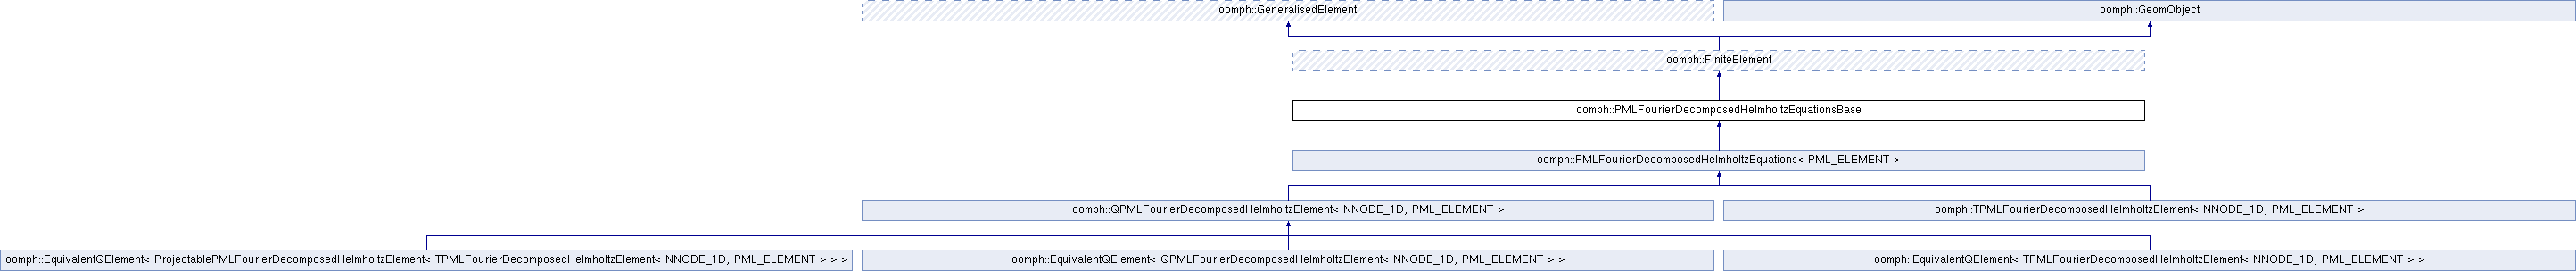 oomph::GeneralisedElement
oomph::GeomObject
oomph::FiniteElement
oomph::PMLFourierDecomposedHelmholtzEquationsBase
oomph::PMLFourierDecomposedHelmholtzEquations< PML_ELEMENT >
oomph::QPMLFourierDecomposedHelmholtzElement< NNODE_1D, PML_ELEMENT >
oomph::TPMLFourierDecomposedHelmholtzElement< NNODE_1D, PML_ELEMENT >
oomph::EquivalentQElement< ProjectablePMLFourierDecomposedHelmholtzElement< TPMLFourierDecomposedHelmholtzElement< NNODE_1D, PML_ELEMENT > > >
oomph::EquivalentQElement< QPMLFourierDecomposedHelmholtzElement< NNODE_1D, PML_ELEMENT > >
oomph::EquivalentQElement< TPMLFourierDecomposedHelmholtzElement< NNODE_1D, PML_ELEMENT > >